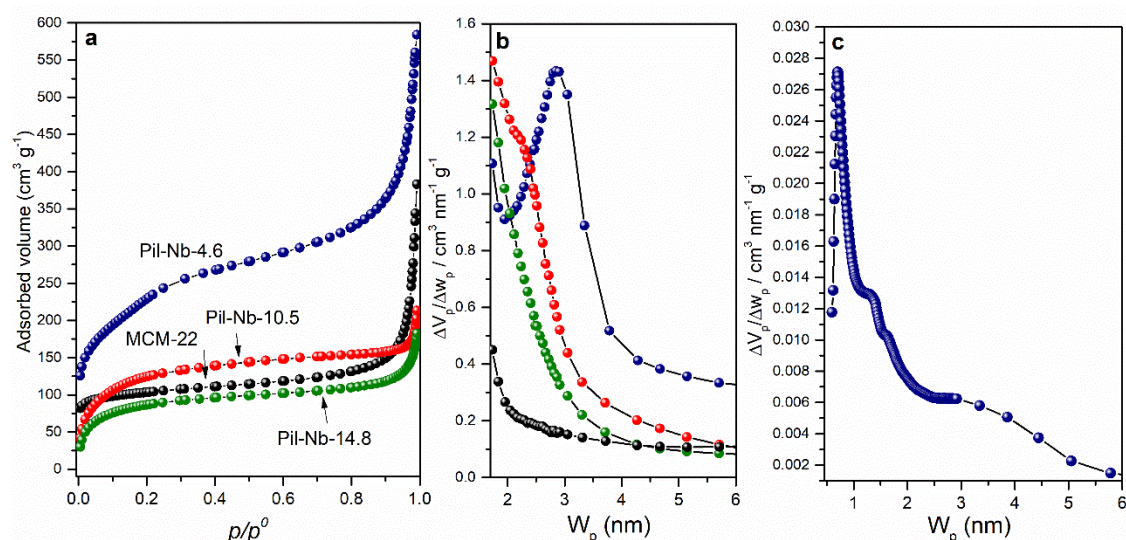 a
Adsorbed volume (cm³ g⁻¹)
600
550
500
450
400
350
300
250
200
150
100
50
0
Pil-Nb-4.6
Pil-Nb-10.5
MCM-22
Pil-Nb-14.8
0.0 0.2 0.4 0.6 0.8 1.0
p/p⁰
b
ΔVₚ/Δwₚ / cm³ nm⁻¹ g⁻¹
1.6
1.4
1.2
1.0
0.8
0.6
0.4
0.2
0.0
2 3 4 5 6
Wₚ (nm)
c
ΔVₚ/Δwₚ / cm³ nm⁻¹ g⁻¹
0.030
0.028
0.026
0.024
0.022
0.020
0.018
0.016
0.014
0.012
0.010
0.008
0.006
0.004
0.002
1 2 3 4 5 6
Wₚ (nm)